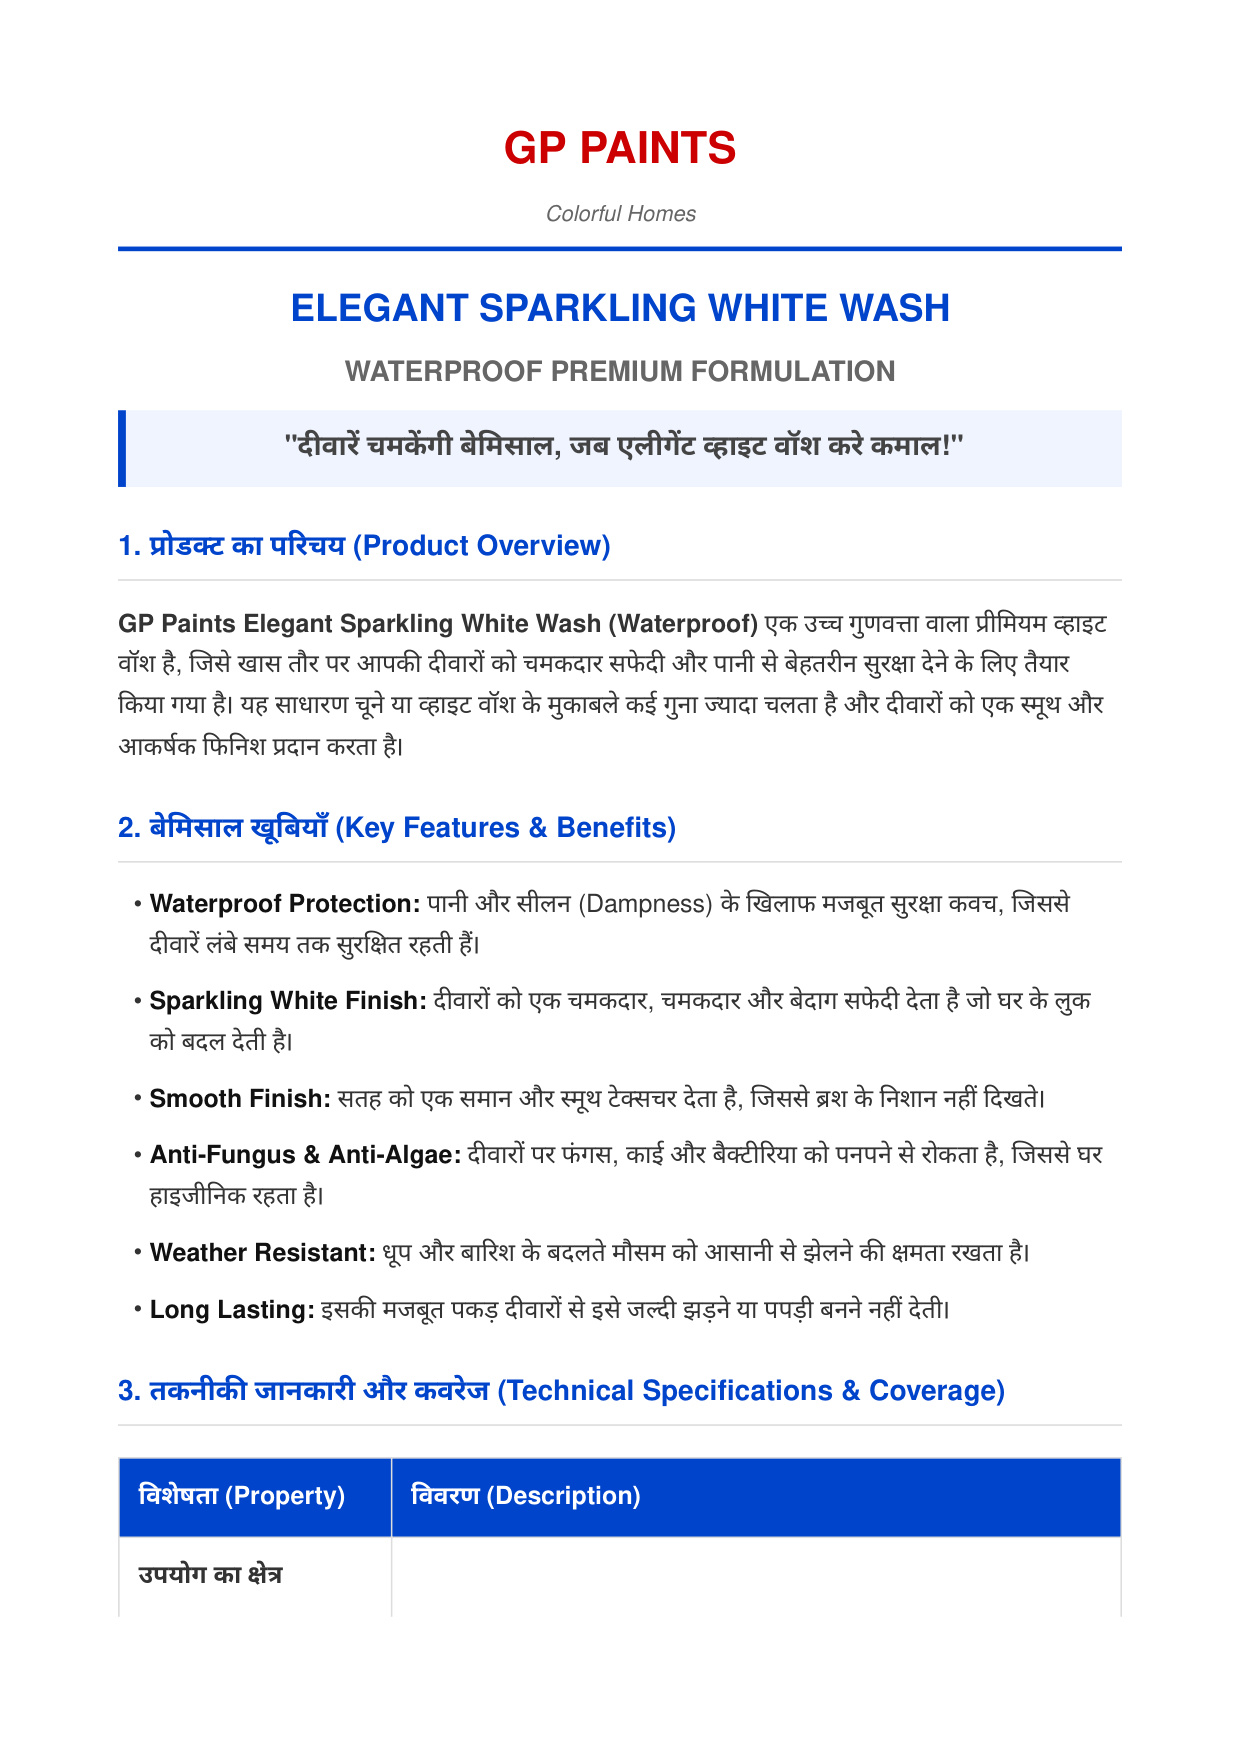 GP PAINTS
Colorful Homes
ELEGANT SPARKLING WHITE WASH
WATERPROOF PREMIUM FORMULATION
"दीवारें चमकेंगी बेमिसाल, जब एलीगेंट व्हाइट वॉश करे कमाल!"
1. प्रोडक्ट का परिचय (Product Overview)
GP Paints Elegant Sparkling White Wash (Waterproof) एक उच्च गुणवत्ता वाला प्रीमियम व्हाइट
वॉश है, जिसे खास तौर पर आपकी दीवारों को चमकदार सफेदी और पानी से बेहतरीन सुरक्षा देने के लिए तैयार
किया गया है। यह साधारण चूने या व्हाइट वॉश के मुकाबले कई गुना ज्यादा चलता है और दीवारों को एक स्मूथ और
आकर्षक फिनिश प्रदान करता है।
2. बेमिसाल खूबियाँ (Key Features & Benefits)
• Waterproof Protection: पानी और सीलन (Dampness) के खिलाफ मजबूत सुरक्षा कवच, जिससे
दीवारें लंबे समय तक सुरक्षित रहती हैं।
• Sparkling White Finish: दीवारों को एक चमकदार, चमकदार और बेदाग सफेदी देता है जो घर के लुक
को बदल देती है।
• Smooth Finish: सतह को एक समान और स्मूथ टेक्सचर देता है, जिससे ब्रश के निशान नहीं दिखते।
• Anti-Fungus & Anti-Algae: दीवारों पर फंगस, काई और बैक्टीरिया को पनपने से रोकता है, जिससे घर
हाइजीनिक रहता है।
• Weather Resistant: धूप और बारिश के बदलते मौसम को आसानी से झेलने की क्षमता रखता है।
• Long Lasting: इसकी मजबूत पकड़ दीवारों से इसे जल्दी झड़ने या पपड़ी बनने नहीं देती।
3. तकनीकी जानकारी और कवरेज (Technical Specifications & Coverage)
विशेषता (Property) विवरण (Description)
उपयोग का क्षेत्र